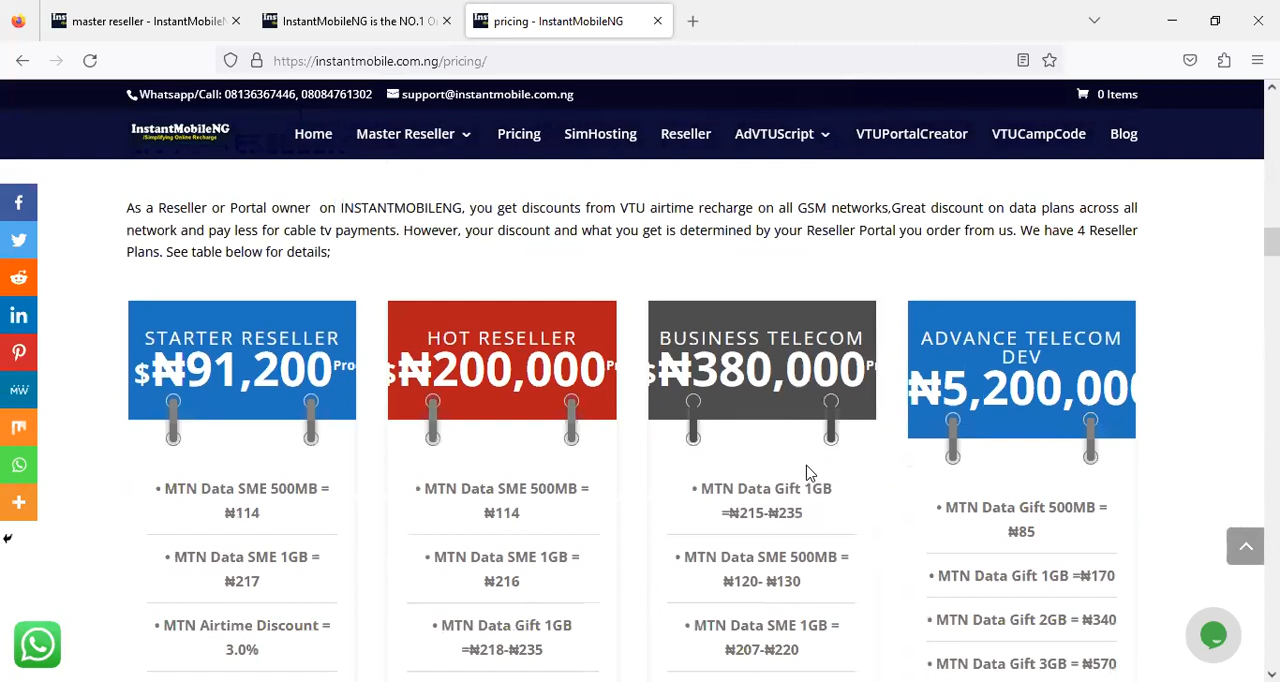 master reseller - InstantMobileN
InstantMobileNG is the NO.1 O
pricing - InstantMobileNG
https://instantmobile.com.ng/pricing/
Whatsapp/Call: 08136367446, 08084761302
support@instantmobile.com.ng
0 Items
InstantMobileNG
Home
Master Reseller
Pricing
SimHosting
Reseller
AdVTUScript
VTUPortalCreator
VTUCampCode
Blog
/Simplifying Online Recharge
As a Reseller or Portal owner on INSTANTMOBILENG, you get discounts from VTU airtime recharge on all GSM networks,Great discount on data plans across all
network and pay less for cable tv payments. However, your discount and what you get is determined by your Reseller Portal you order from us. We have 4 Reseller
Plans. See table below for details;
STARTER RESELLER
$₦91,200Pro
• MTN Data SME 500MB =
₦114
• MTN Data SME 1GB =
₦217
• MTN Airtime Discount =
3.0%
HOT RESELLER
$₦200,000P
• MTN Data SME 500MB =
₦114
• MTN Data SME 1GB =
₦216
• MTN Data Gift 1GB
=₦218-₦235
BUSINESS TELECOM
$₦380,000P
• MTN Data Gift 1GB
=₦215-₦235
• MTN Data SME 500MB =
₦120- ₦130
• MTN Data SME 1GB =
₦207-₦220
ADVANCE TELECOM
DEV
₦5,200,000
• MTN Data Gift 500MB =
₦85
• MTN Data Gift 1GB =₦170
• MTN Data Gift 2GB = ₦340
• MTN Data Gift 3GB = ₦570